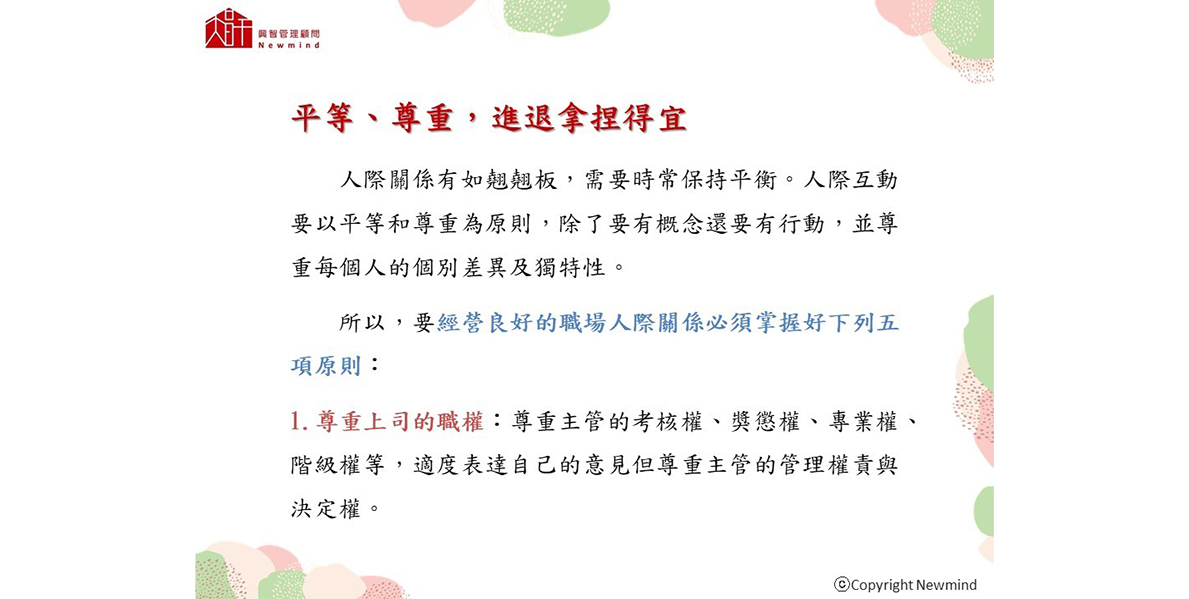 興智管理顧問
Newmind
平等、尊重，進退拿捏得宜
人際關係有如翹翹板，需要時常保持平衡。人際互動
要以平等和尊重為原則，除了要有概念還要有行動，並尊
重每個人的個別差異及獨特性。
所以，要經營良好的職場人際關係必須掌握好下列五
項原則：
1. 尊重上司的職權：尊重主管的考核權、獎懲權、專業權、
階級權等，適度表達自己的意見但尊重主管的管理權責與
決定權。
©Copyright Newmind